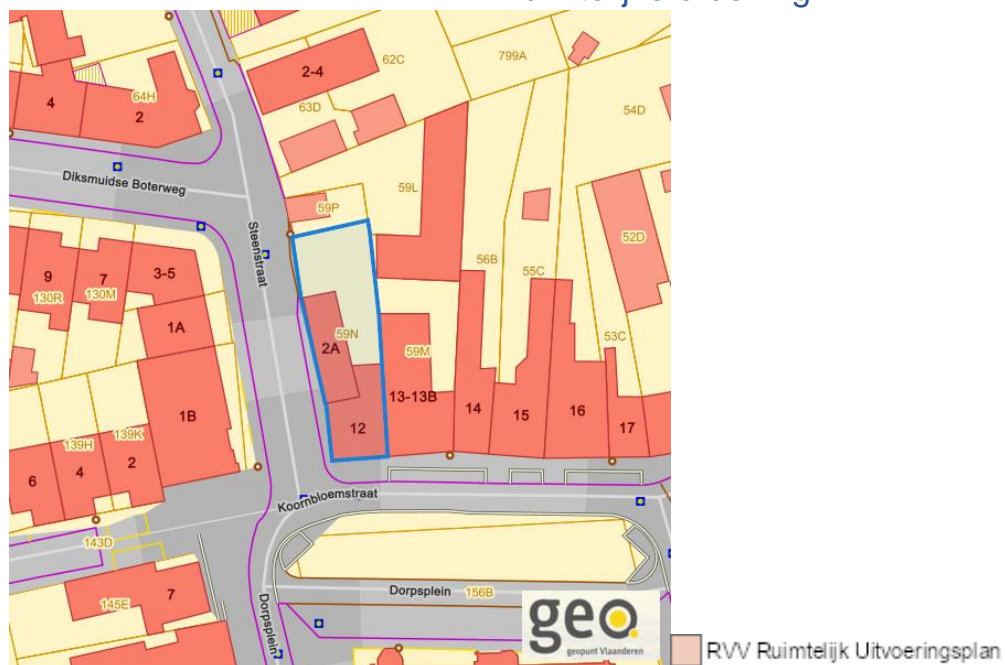 2-4
62C
799A
4
64H
2
63D
54D
Diksmuidse Boterweg
59L
59P
Steenstraat
52D
9
7
3-5
130R
130M
56B
55C
1A
59N
2A
59M
53C
1B
13-13B
14
15
16
17
12
139H
139K
6
4
2
Koornbloemstraat
143D
Dorpsplein
156B
145E
7
Dorpsplein
geo.
geopunt Vlaanderen
RVV Ruimtelijk Uitvoeringsplan